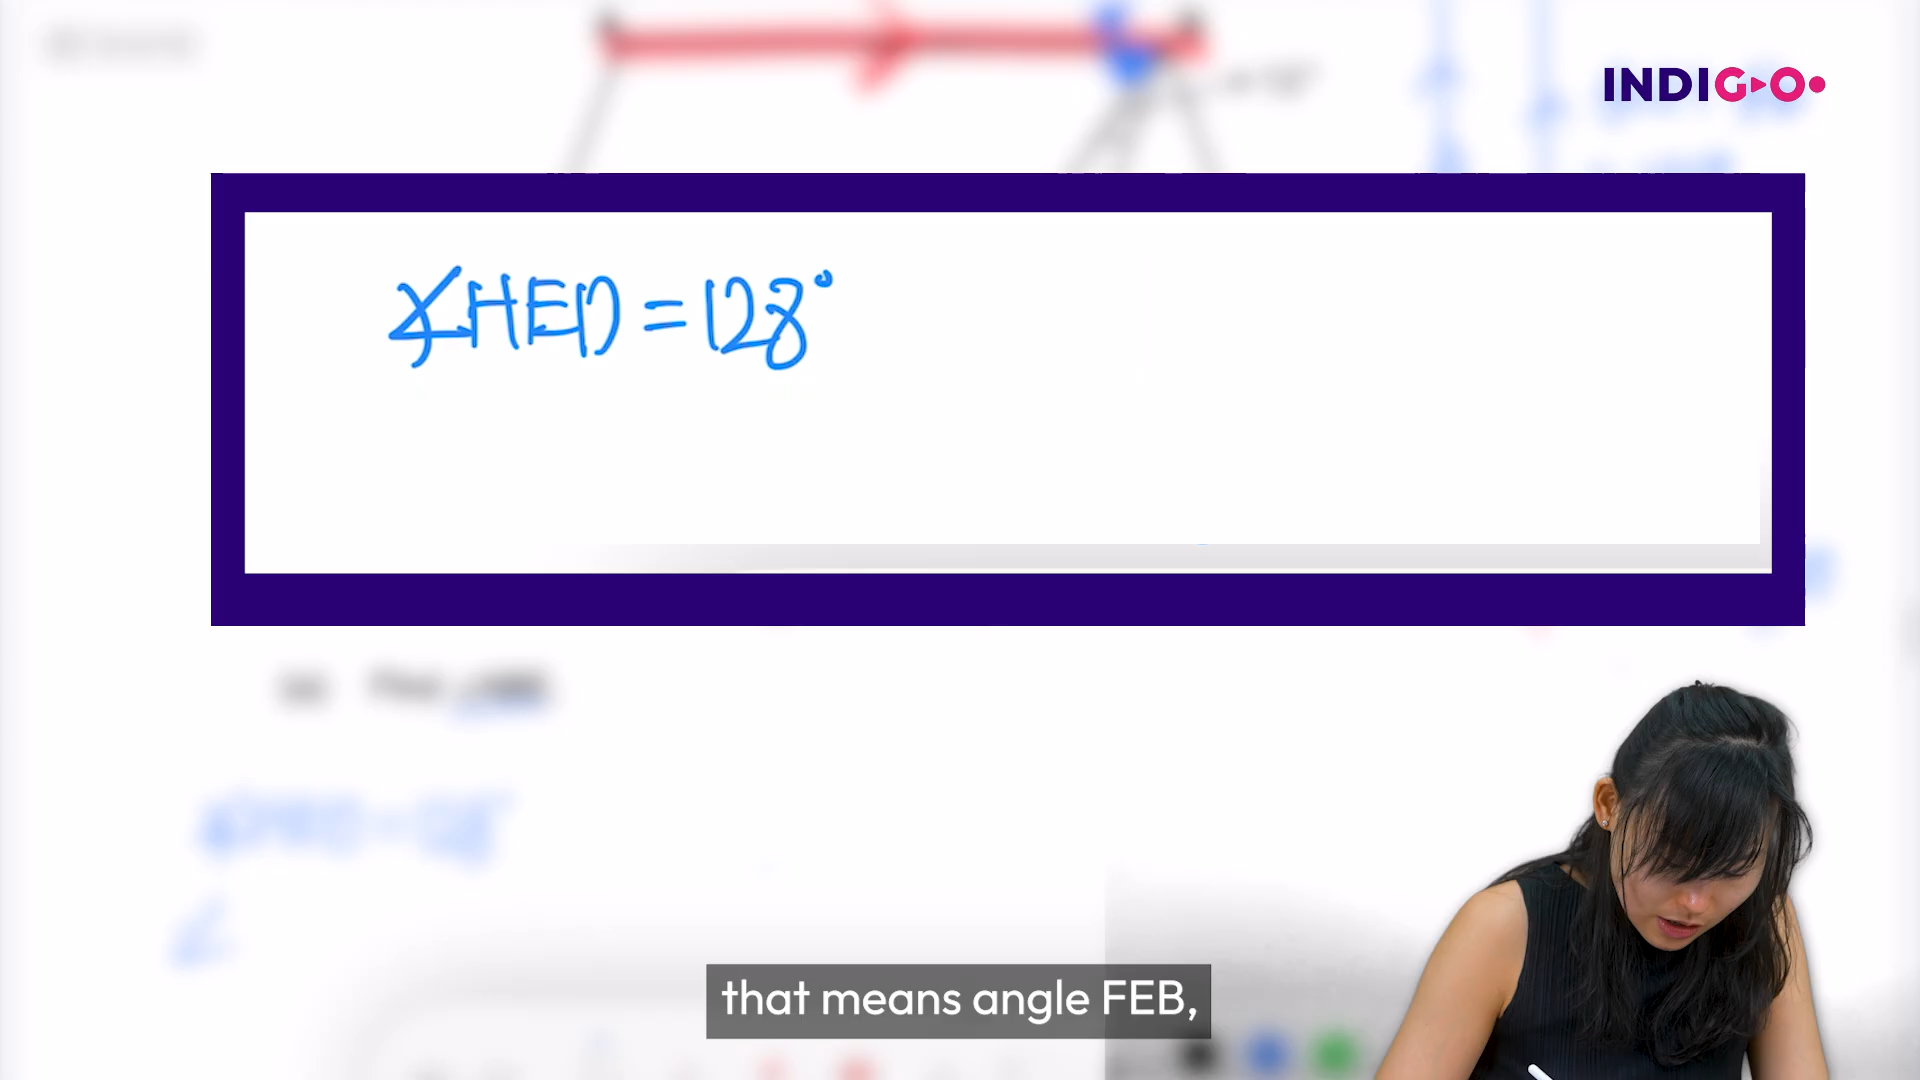 INDIGO
∡HED = 128°
that means angle FEB,